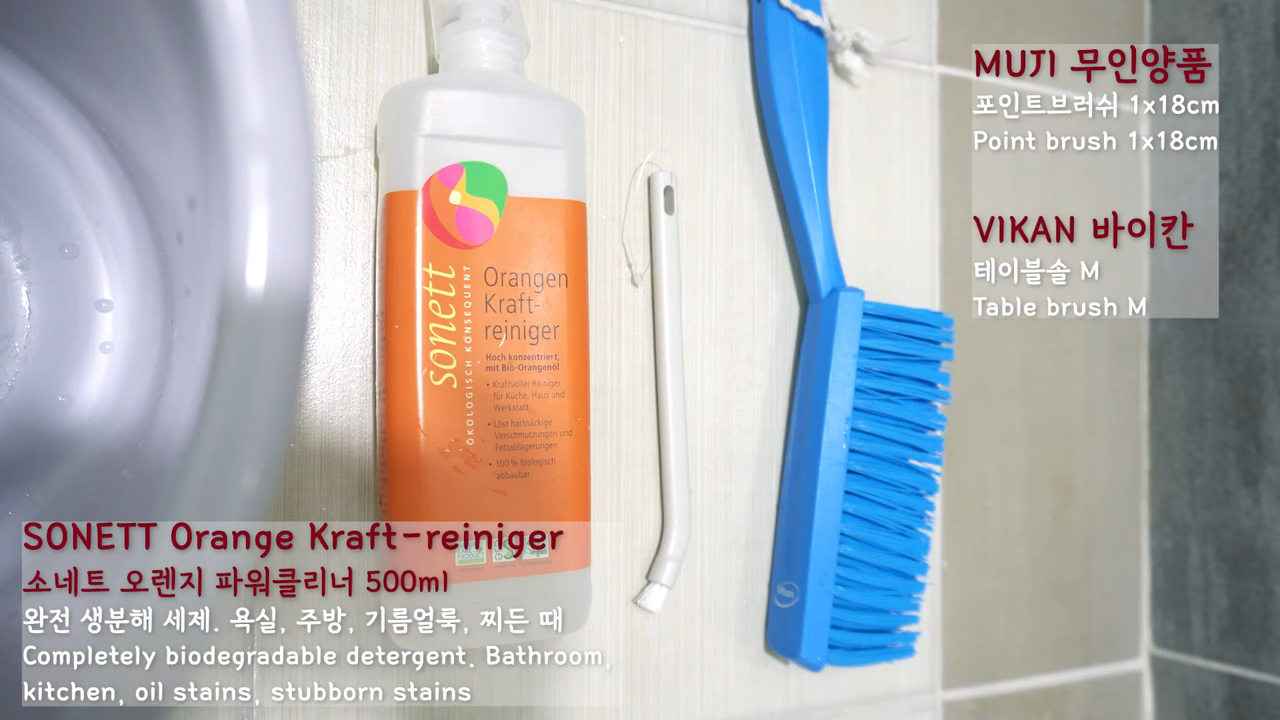 MUJI 무인양품
포인트브러쉬 1x18cm
Point brush 1x18cm
VIKAN 바이칸
테이블솔 M
Table brush M
sonett
ÖKOLOGISCH KONSEQUENT
Orangen
Kraft-
reiniger
Hoch konzentriert,
mit Bio-Orangenöl
• Kraftvoller Reiniger
für Küche, Haus und
Werkstatt
• Löst hartnäckige
Verschmutzungen und
Fettablagerungen
• 100 % biologisch
abbaubar
Vikan
SONETT Orange Kraft-reiniger
소네트 오렌지 파워클리너 500ml
완전 생분해 세제. 욕실, 주방, 기름얼룩, 찌든 때
Completely biodegradable detergent. Bathroom,
kitchen, oil stains, stubborn stains